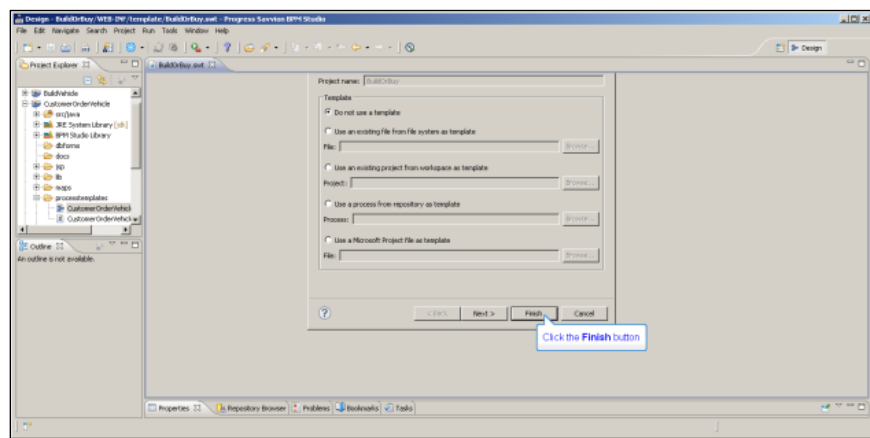 Design - BuildOrBuy/WEB-INF/template/BuildOrBuy.swt - Progress Savvion BPM Studio
File Edit Navigate Search Project Run Tools Window Help
Design
Project Explorer
BuildOrBuy.swt
BuildVehicle
CustomerOrderVehicle
src/java
JRE System Library [jdk]
BPM Studio Library
dbforms
docs
jsp
lib
maps
processtemplates
CustomerOrderVehicl
CustomerOrderVehicl
Outline
An outline is not available.
Project name: BuildOrBuy
Template
Do not use a template
Use an existing file from file system as template
File: Browse...
Use an existing project from workspace as template
Project: Browse...
Use a process from repository as template
Process: Browse...
Use a Microsoft Project file as template
File: Browse...
< Back Next > Finish Cancel
Click the Finish button
Properties Repository Browser Problems Bookmarks Tasks